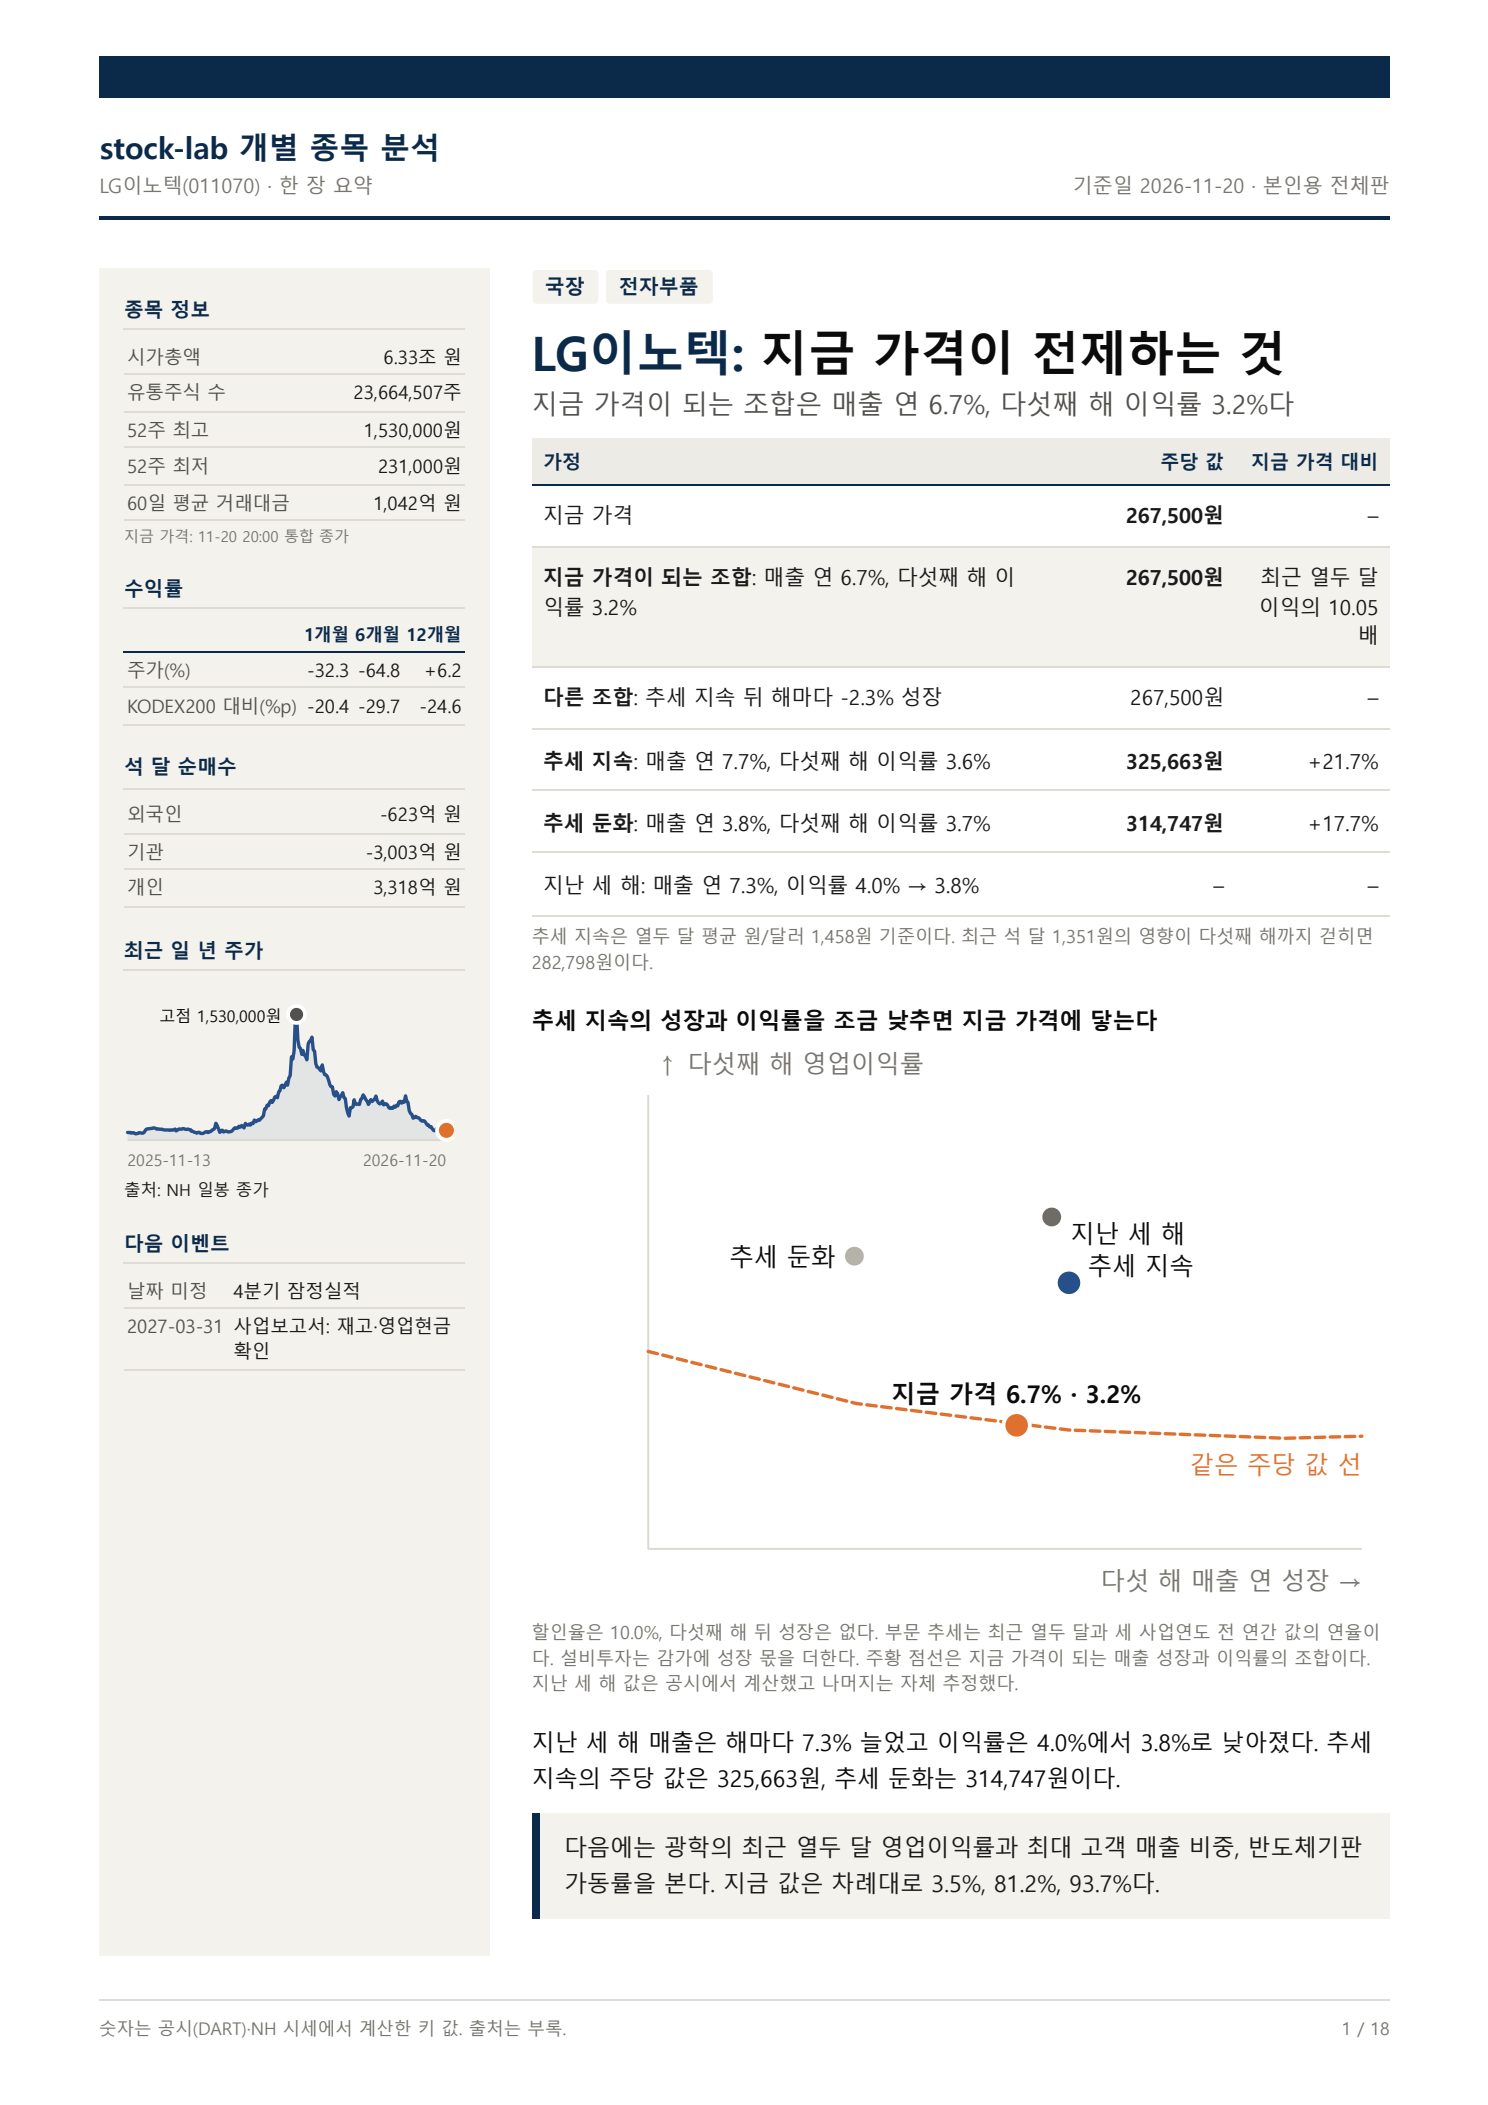 stock-lab 개별 종목 분석
LG이노텍(011070) · 한 장 요약
기준일 2026-11-20 · 본인용 전체판
종목 정보
시가총액 6.33조 원
유통주식 수 23,664,507주
52주 최고 1,530,000원
52주 최저 231,000원
60일 평균 거래대금 1,042억 원
지금 가격: 11-20 20:00 통합 종가
수익률
1개월 6개월 12개월
주가(%) -32.3 -64.8 +6.2
KODEX200 대비(%p) -20.4 -29.7 -24.6
석 달 순매수
외국인 -623억 원
기관 -3,003억 원
개인 3,318억 원
최근 일 년 주가
고점 1,530,000원
2025-11-13 2026-11-20
출처: NH 일봉 종가
다음 이벤트
날짜 미정 4분기 잠정실적
2027-03-31 사업보고서: 재고·영업현금
확인
국장 전자부품
LG이노텍: 지금 가격이 전제하는 것
지금 가격이 되는 조합은 매출 연 6.7%, 다섯째 해 이익률 3.2%다
가정 주당 값 지금 가격 대비
지금 가격 267,500원 –
지금 가격이 되는 조합: 매출 연 6.7%, 다섯째 해 이 267,500원 최근 열두 달
익률 3.2% 이익의 10.05
배
다른 조합: 추세 지속 뒤 해마다 -2.3% 성장 267,500원 –
추세 지속: 매출 연 7.7%, 다섯째 해 이익률 3.6% 325,663원 +21.7%
추세 둔화: 매출 연 3.8%, 다섯째 해 이익률 3.7% 314,747원 +17.7%
지난 세 해: 매출 연 7.3%, 이익률 4.0% → 3.8% – –
추세 지속은 열두 달 평균 원/달러 1,458원 기준이다. 최근 석 달 1,351원의 영향이 다섯째 해까지 걷히면
282,798원이다.
추세 지속의 성장과 이익률을 조금 낮추면 지금 가격에 닿는다
↑ 다섯째 해 영업이익률
지난 세 해
추세 둔화
추세 지속
지금 가격 6.7% · 3.2%
같은 주당 값 선
다섯 해 매출 연 성장 →
할인율은 10.0%, 다섯째 해 뒤 성장은 없다. 부문 추세는 최근 열두 달과 세 사업연도 전 연간 값의 연율이
다. 설비투자는 감가에 성장 몫을 더한다. 주황 점선은 지금 가격이 되는 매출 성장과 이익률의 조합이다.
지난 세 해 값은 공시에서 계산했고 나머지는 자체 추정했다.
지난 세 해 매출은 해마다 7.3% 늘었고 이익률은 4.0%에서 3.8%로 낮아졌다. 추세
지속의 주당 값은 325,663원, 추세 둔화는 314,747원이다.
다음에는 광학의 최근 열두 달 영업이익률과 최대 고객 매출 비중, 반도체기판
가동률을 본다. 지금 값은 차례대로 3.5%, 81.2%, 93.7%다.
숫자는 공시(DART)·NH 시세에서 계산한 키 값. 출처는 부록.
1 / 18